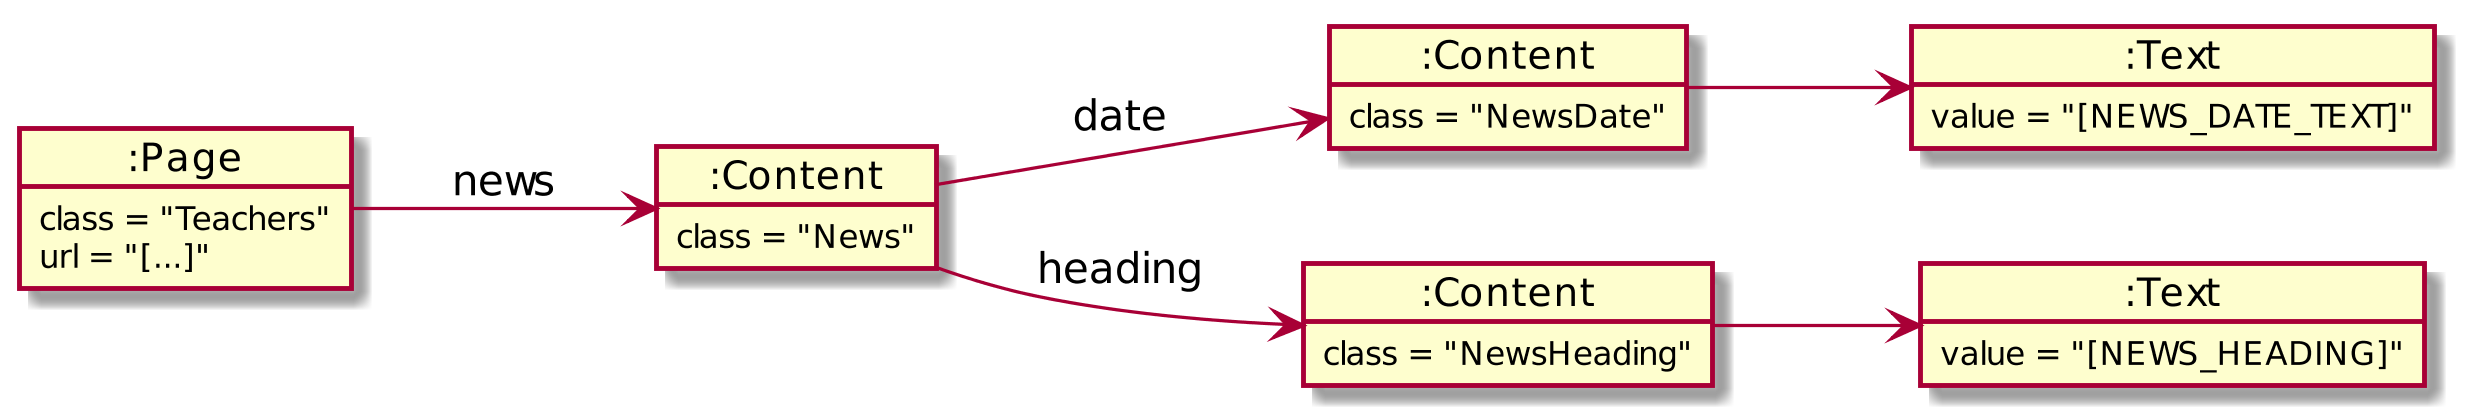 :Page
class = "Teachers"
url = "[...]"
news
:Content
class = "News"
date
:Content
class = "NewsDate"
:Text
value = "[NEWS_DATE_TEXT]"
heading
:Content
class = "NewsHeading"
:Text
value = "[NEWS_HEADING]"